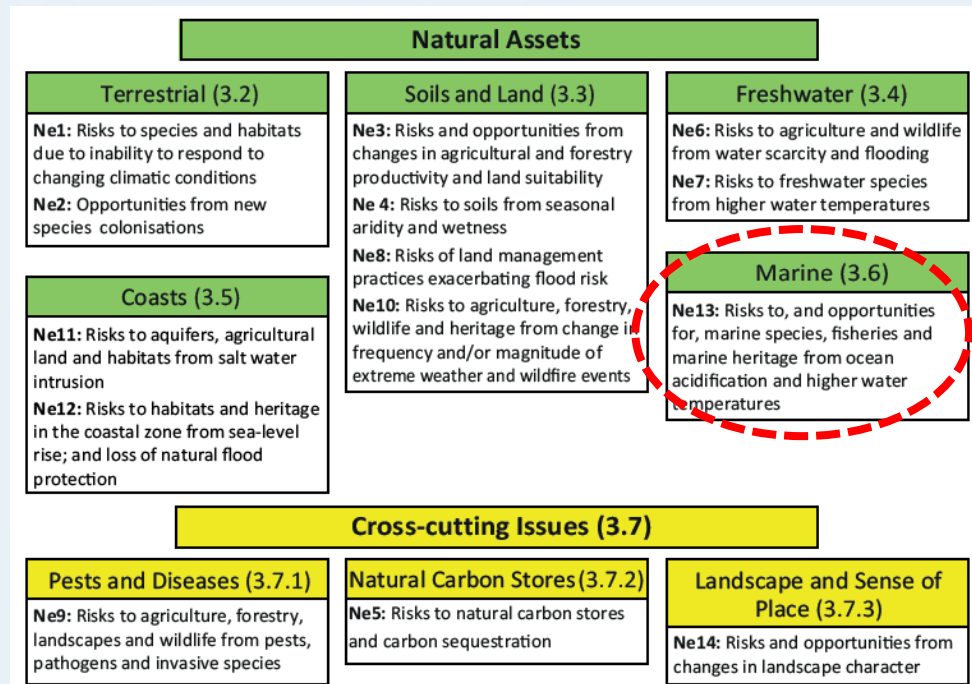 Natural Assets
Terrestrial (3.2)
Ne1: Risks to species and habitats
due to inability to respond to
changing climatic conditions
Ne2: Opportunities from new
species colonisations
Soils and Land (3.3)
Ne3: Risks and opportunities from
changes in agricultural and forestry
productivity and land suitability
Ne 4: Risks to soils from seasonal
aridity and wetness
Ne8: Risks of land management
practices exacerbating flood risk
Ne10: Risks to agriculture, forestry,
wildlife and heritage from change in
frequency and/or magnitude of
extreme weather and wildfire events
Freshwater (3.4)
Ne6: Risks to agriculture and wildlife
from water scarcity and flooding
Ne7: Risks to freshwater species
from higher water temperatures
Coasts (3.5)
Ne11: Risks to aquifers, agricultural
land and habitats from salt water
intrusion
Ne12: Risks to habitats and heritage
in the coastal zone from sea-level
rise; and loss of natural flood
protection
Marine (3.6)
Ne13: Risks to, and opportunities
for, marine species, fisheries and
marine heritage from ocean
acidification and higher water
temperatures
Cross-cutting Issues (3.7)
Pests and Diseases (3.7.1)
Ne9: Risks to agriculture, forestry,
landscapes and wildlife from pests,
pathogens and invasive species
Natural Carbon Stores (3.7.2)
Ne5: Risks to natural carbon stores
and carbon sequestration
Landscape and Sense of
Place (3.7.3)
Ne14: Risks and opportunities from
changes in landscape character